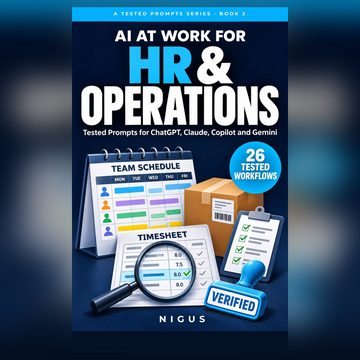 A TESTED PROMPTS SERIES - BOOK 3
AI AT WORK FOR
HR &
OPERATIONS
Tested Prompts for ChatGPT, Claude, Copilot and Gemini
26
TESTED
WORKFLOWS
TEAM SCHEDULE
MON TUE WED THU FRI
TIMESHEET
8.0
7.5
8.0
8.0
VERIFIED
NIGUS